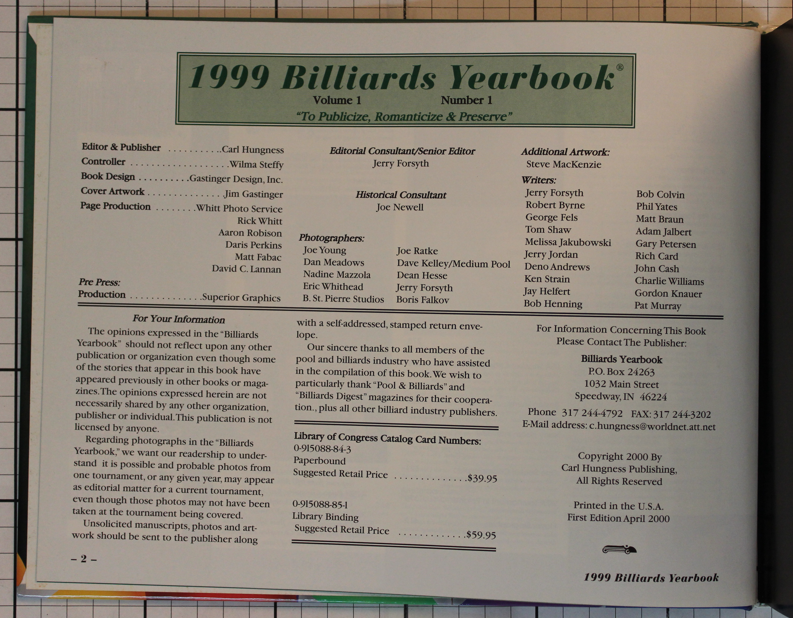 1999 Billiards Yearbook®
Volume 1 Number 1
"To Publicize, Romanticize & Preserve"
Editor & Publisher ..........Carl Hungness
Controller ..................Wilma Steffy
Book Design .........Gastinger Design, Inc.
Cover Artwork ..............Jim Gastinger
Page Production .......Whitt Photo Service
Rick Whitt
Aaron Robison
Daris Perkins
Matt Fabac
David C. Lannan
Pre Press:
Production .............Superior Graphics
Editorial Consultant/Senior Editor
Jerry Forsyth
Historical Consultant
Joe Newell
Photographers:
Joe Young Joe Ratke
Dan Meadows Dave Kelley/Medium Pool
Nadine Mazzola Dean Hesse
Eric Whithead Jerry Forsyth
B. St. Pierre Studios Boris Falkov
Additional Artwork:
Steve MacKenzie
Writers:
Jerry Forsyth Bob Colvin
Robert Byrne Phil Yates
George Fels Matt Braun
Tom Shaw Adam Jalbert
Melissa Jakubowski Gary Petersen
Jerry Jordan Rich Card
Deno Andrews John Cash
Ken Strain Charlie Williams
Jay Helfert Gordon Knauer
Bob Henning Pat Murray
For Your Information
The opinions expressed in the "Billiards
Yearbook" should not reflect upon any other
publication or organization even though some
of the stories that appear in this book have
appeared previously in other books or maga-
zines. The opinions expressed herein are not
necessarily shared by any other organization,
publisher or individual. This publication is not
licensed by anyone.
Regarding photographs in the "Billiards
Yearbook," we want our readership to under-
stand it is possible and probable photos from
one tournament, or any given year, may appear
as editorial matter for a current tournament,
even though those photos may not have been
taken at the tournament being covered.
Unsolicited manuscripts, photos and art-
work should be sent to the publisher along
with a self-addressed, stamped return enve-
lope.
Our sincere thanks to all members of the
pool and billiards industry who have assisted
in the compilation of this book. We wish to
particularly thank "Pool & Billiards" and
"Billiards Digest" magazines for their coopera-
tion., plus all other billiard industry publishers.
Library of Congress Catalog Card Numbers:
0-915088-84-3
Paperbound
Suggested Retail Price .............$39.95
0-915088-85-1
Library Binding
Suggested Retail Price ............$59.95
For Information Concerning This Book
Please Contact The Publisher:
Billiards Yearbook
P.O. Box 24263
1032 Main Street
Speedway, IN 46224
Phone 317 244-4792 FAX: 317 244-3202
E-Mail address: c.hungness@worldnet.att.net
Copyright 2000 By
Carl Hungness Publishing,
All Rights Reserved
Printed in the U.S.A.
First Edition April 2000
– 2 –
1999 Billiards Yearbook